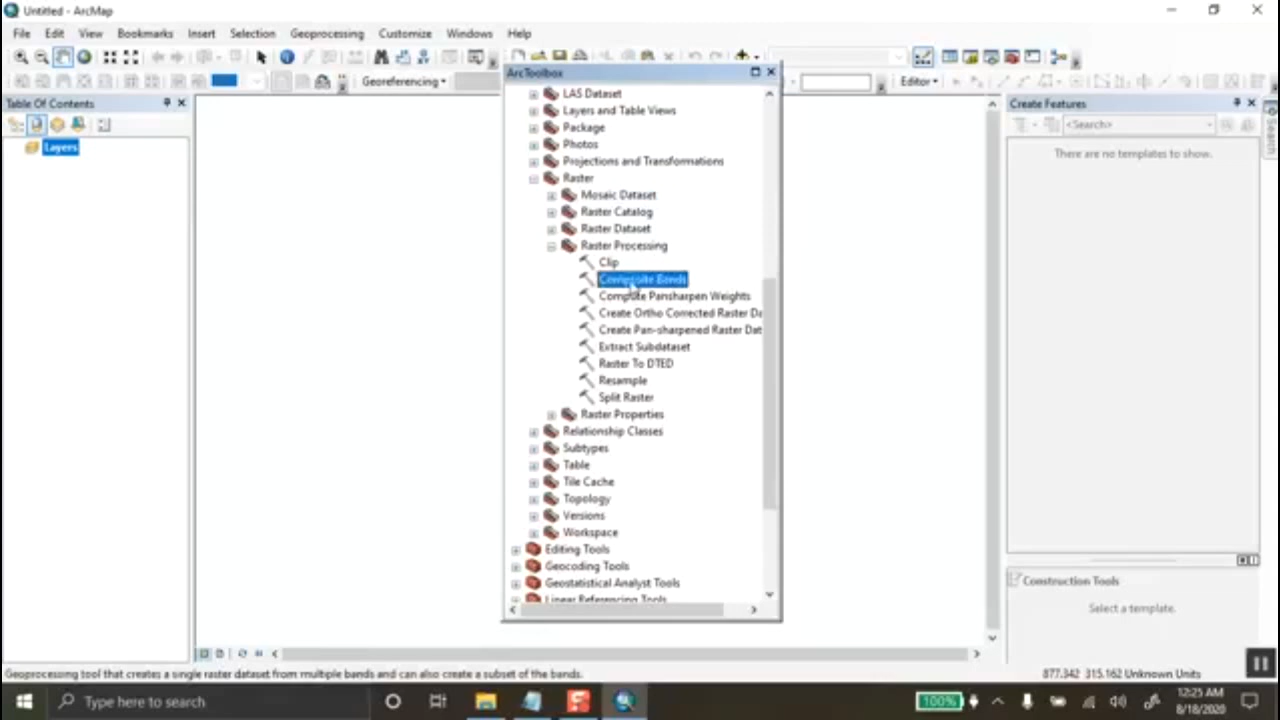 Untitled - ArcMap
File Edit View Bookmarks Insert Selection Geoprocessing Customize Windows Help
Georeferencing
Editor
Table Of Contents
Layers
ArcToolbox
LAS Dataset
Layers and Table Views
Package
Photos
Projections and Transformations
Raster
Mosaic Dataset
Raster Catalog
Raster Dataset
Raster Processing
Clip
Composite Bands
Compute Pansharpen Weights
Create Ortho Corrected Raster Da
Create Pan-sharpened Raster Dat
Extract Subdataset
Raster To DTED
Resample
Split Raster
Raster Properties
Relationship Classes
Subtypes
Table
Tile Cache
Topology
Versions
Workspace
Editing Tools
Geocoding Tools
Geostatistical Analyst Tools
Linear Referencing Tools
Create Features
<Search>
There are no templates to show.
Search
Construction Tools
Select a template.
Geoprocessing tool that creates a single raster dataset from multiple bands and can also create a subset of the bands.
877.342 315.162 Unknown Units
Type here to search
100%
12:25 AM
8/18/2020